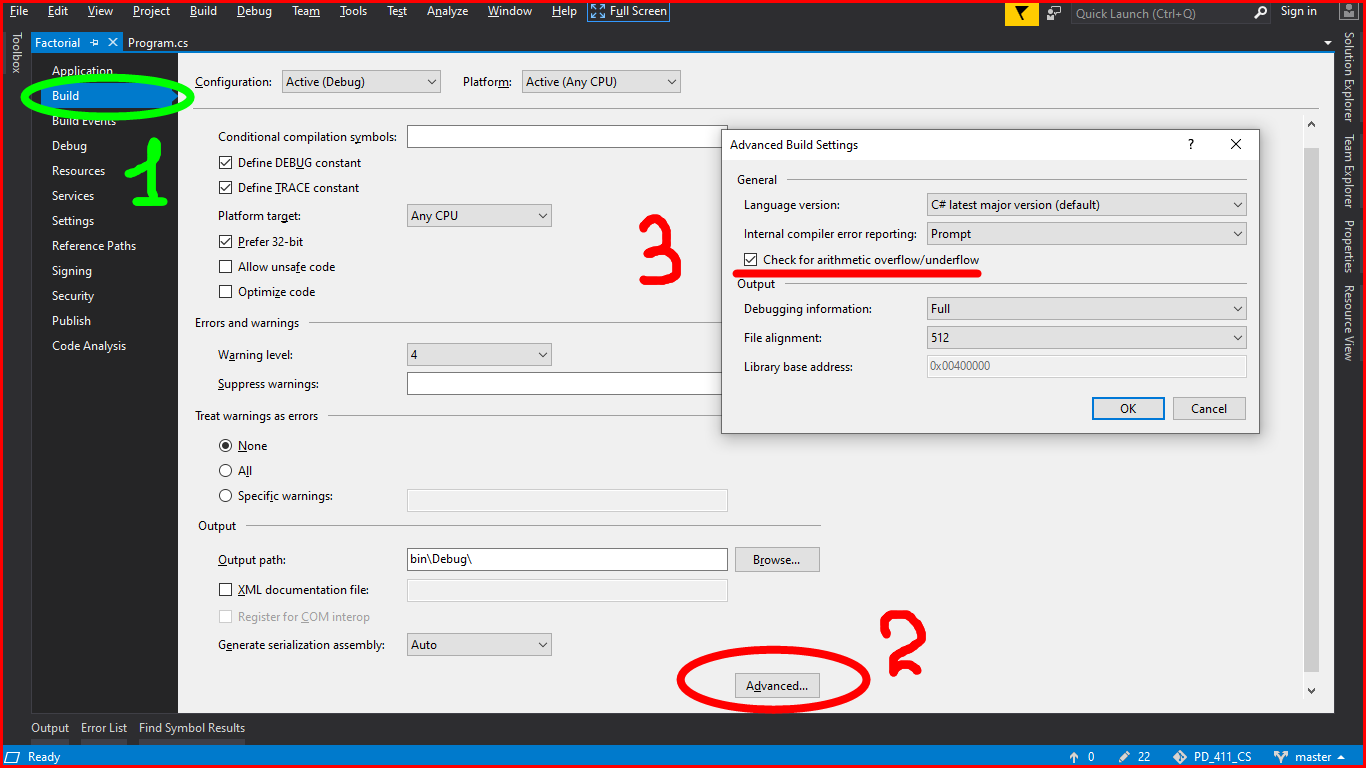 File Edit View Project Build Debug Team Tools Test Analyze Window Help Full Screen Quick Launch (Ctrl+Q) Sign in
Toolbox
Factorial Program.cs
Application
Build
Build Events
Debug
Resources
Services
Settings
Reference Paths
Signing
Security
Publish
Code Analysis
1
Configuration: Active (Debug) Platform: Active (Any CPU)
Conditional compilation symbols:
Define DEBUG constant
Define TRACE constant
Platform target: Any CPU
Prefer 32-bit
Allow unsafe code
Optimize code
Errors and warnings
Warning level: 4
Suppress warnings:
Treat warnings as errors
None
All
Specific warnings:
Output
Output path: bin\Debug\ Browse...
XML documentation file:
Register for COM interop
Generate serialization assembly: Auto
Advanced...
2
3
Advanced Build Settings ?
General
Language version: C# latest major version (default)
Internal compiler error reporting: Prompt
Check for arithmetic overflow/underflow
Output
Debugging information: Full
File alignment: 512
Library base address: 0x00400000
OK Cancel
Solution Explorer
Team Explorer
Properties
Resource View
Output Error List Find Symbol Results
Ready 0 22 PD_411_CS master